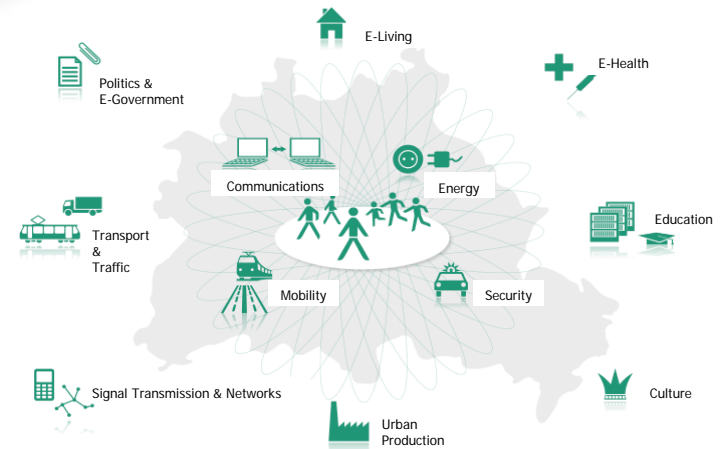 E-Living
E-Health
Politics &
E-Government
Communications
Energy
Education
Transport
&
Traffic
Mobility
Security
Signal Transmission & Networks
Culture
Urban
Production